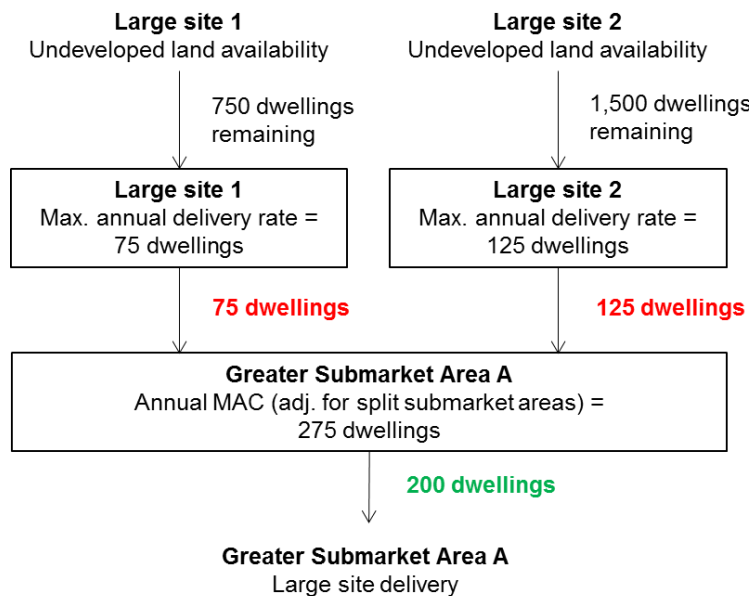 Large site 1
Undeveloped land availability
Large site 2
Undeveloped land availability
750 dwellings
remaining
1,500 dwellings
remaining
Large site 1
Max. annual delivery rate =
75 dwellings
Large site 2
Max. annual delivery rate =
125 dwellings
75 dwellings
125 dwellings
Greater Submarket Area A
Annual MAC (adj. for split submarket areas) =
275 dwellings
200 dwellings
Greater Submarket Area A
Large site delivery